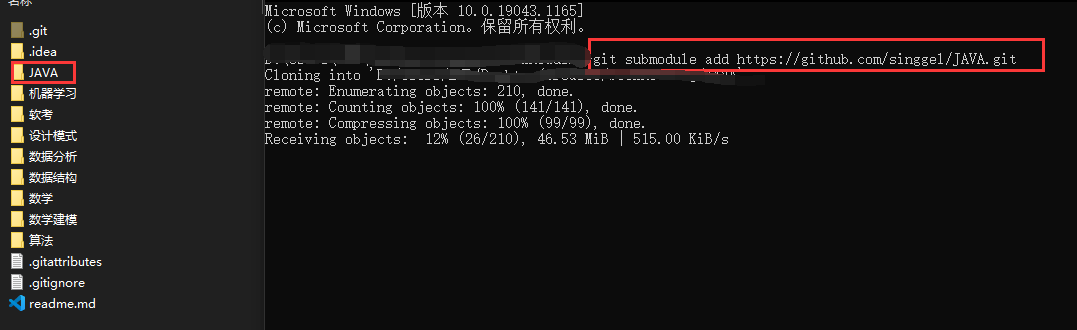 名称
.git
.idea
JAVA
机器学习
软考
设计模式
数据分析
数据结构
数学
数学建模
算法
.gitattributes
.gitignore
readme.md
Microsoft Windows [版本 10.0.19043.1165]
(c) Microsoft Corporation。保留所有权利。
git submodule add https://github.com/singgel/JAVA.git
Cloning into '
remote: Enumerating objects: 210, done.
remote: Counting objects: 100% (141/141), done.
remote: Compressing objects: 100% (99/99), done.
Receiving objects:  12% (26/210), 46.53 MiB | 515.00 KiB/s